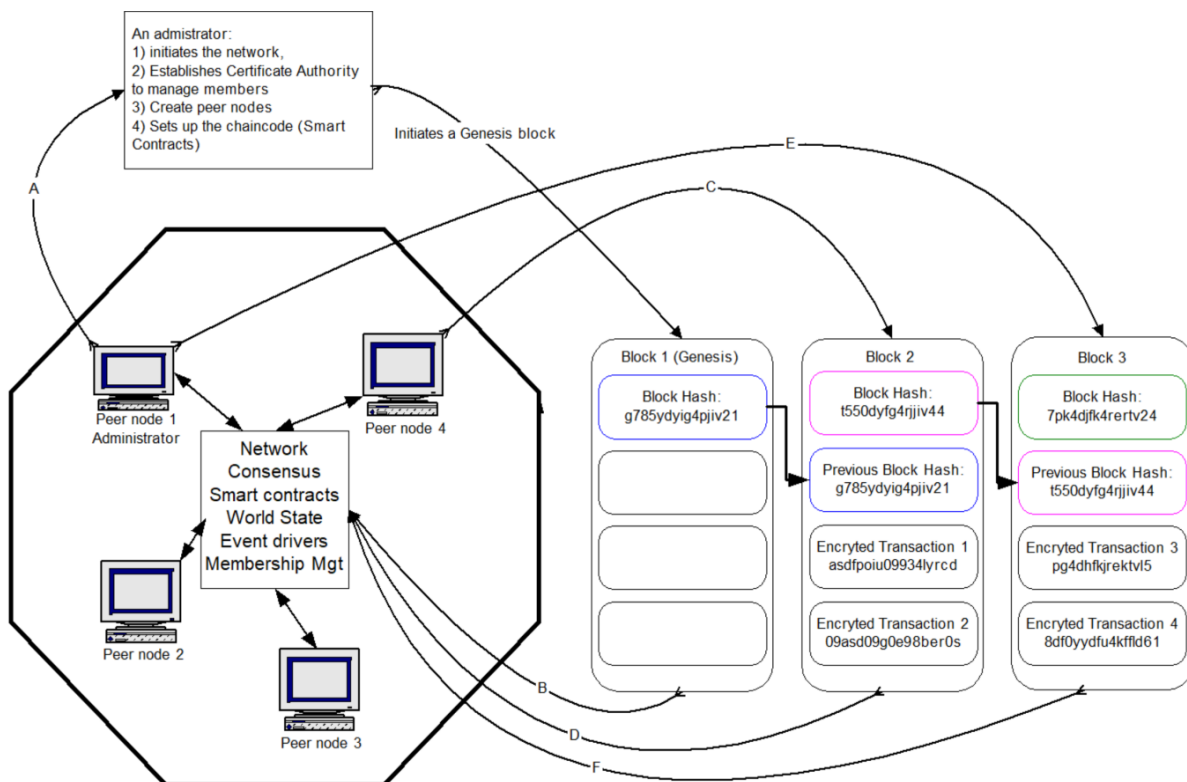 An admistrator:
1) initiates the network,
2) Establishes Certificate Authority
to manage members
3) Create peer nodes
4) Sets up the chaincode (Smart
Contracts)
Initiates a Genesis block
A
E
C
Peer node 1
Administrator
Peer node 4
Network
Consensus
Smart contracts
World State
Event drivers
Membership Mgt
Peer node 2
Peer node 3
Block 1 (Genesis)
Block Hash:
g785ydyig4pjiv21
Block 2
Block Hash:
t550dyfg4rjjiv44
Previous Block Hash:
g785ydyig4pjiv21
Encryted Transaction 1
asdfpoiu09934lyrcd
Encryted Transaction 2
09asd09g0e98ber0s
Block 3
Block Hash:
7pk4djfk4rertv24
Previous Block Hash:
t550dyfg4rjjiv44
Encryted Transaction 3
pg4dhfkjrektvl5
Encryted Transaction 4
8df0yydfu4kffld61
B
D
F